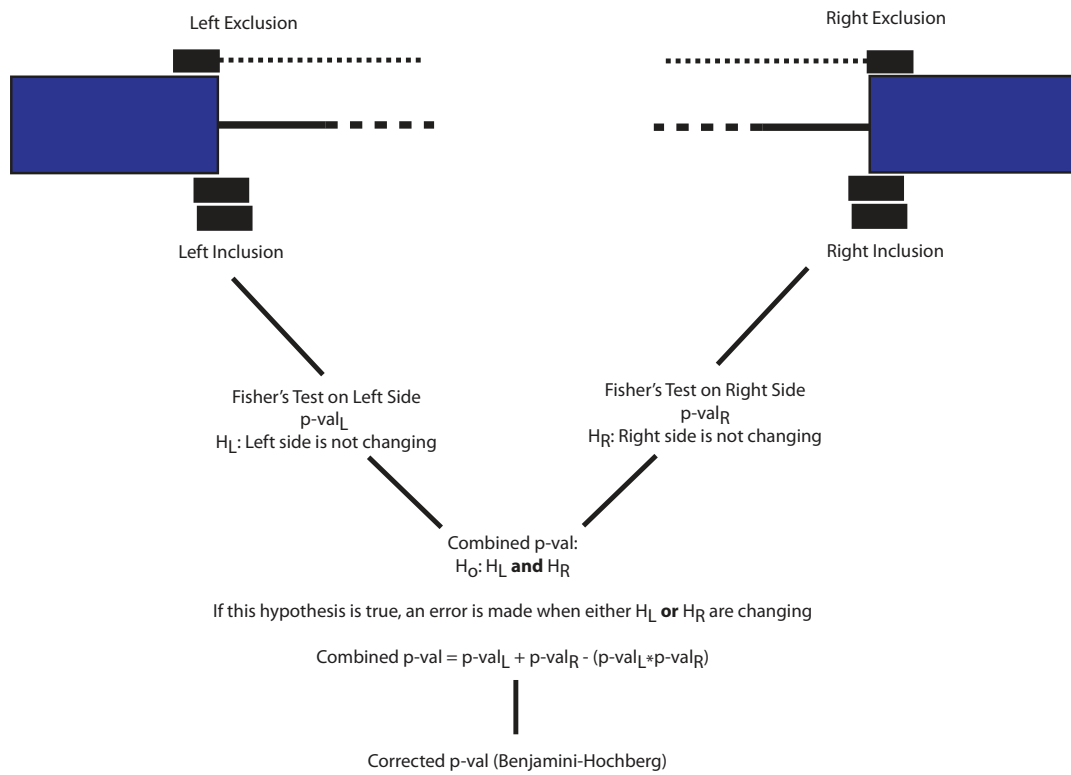 Left Exclusion
Right Exclusion
Left Inclusion
Right Inclusion
Fisher's Test on Left Side
p-valL
HL: Left side is not changing
Fisher's Test on Right Side
p-valR
HR: Right side is not changing
Combined p-val:
Ho: HL and HR
If this hypothesis is true, an error is made when either HL or HR are changing
Combined p-val = p-valL + p-valR - (p-valL*p-valR)
Corrected p-val (Benjamini-Hochberg)